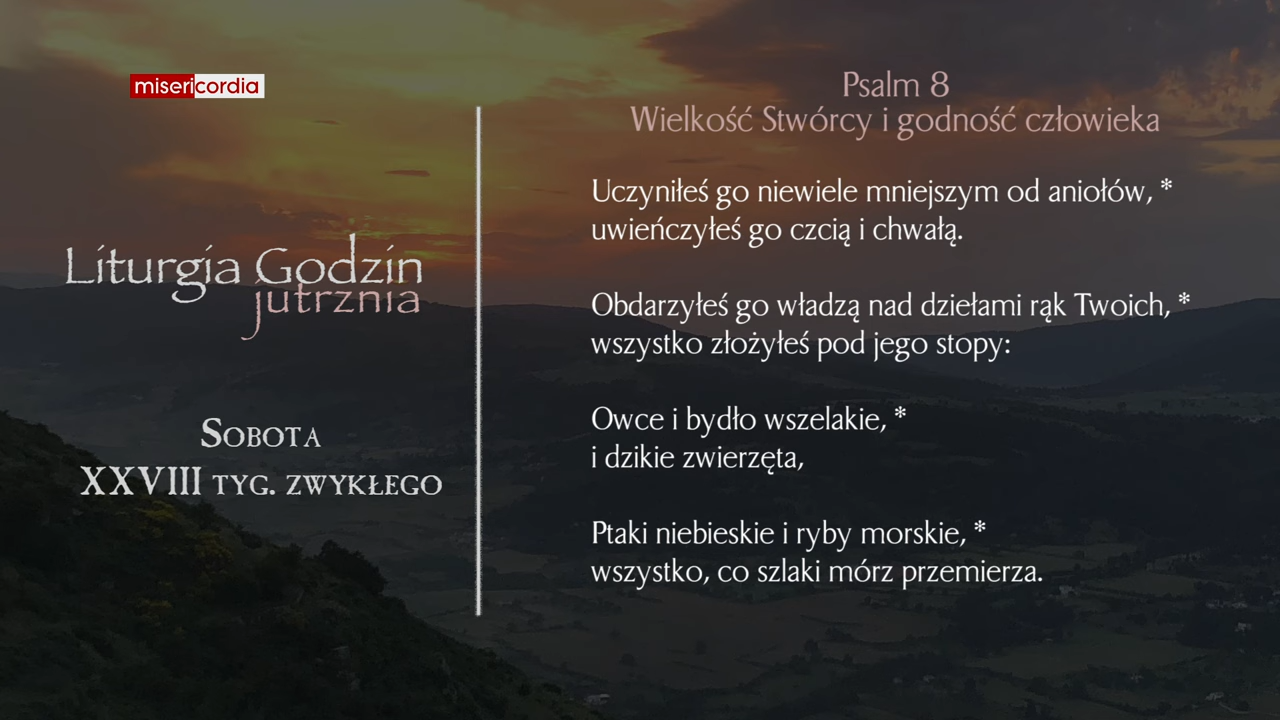 misericordia
Liturgia Godzin
jutrznia
Sobota
XXVIII tyg. zwykłego
Psalm 8
Wielkość Stwórcy i godność człowieka
Uczyniłeś go niewiele mniejszym od aniołów, *
uwieńczyłeś go czcią i chwałą.
Obdarzyłeś go władzą nad dziełami rąk Twoich, *
wszystko złożyłeś pod jego stopy:
Owce i bydło wszelakie, *
i dzikie zwierzęta,
Ptaki niebieskie i ryby morskie, *
wszystko, co szlaki mórz przemierza.